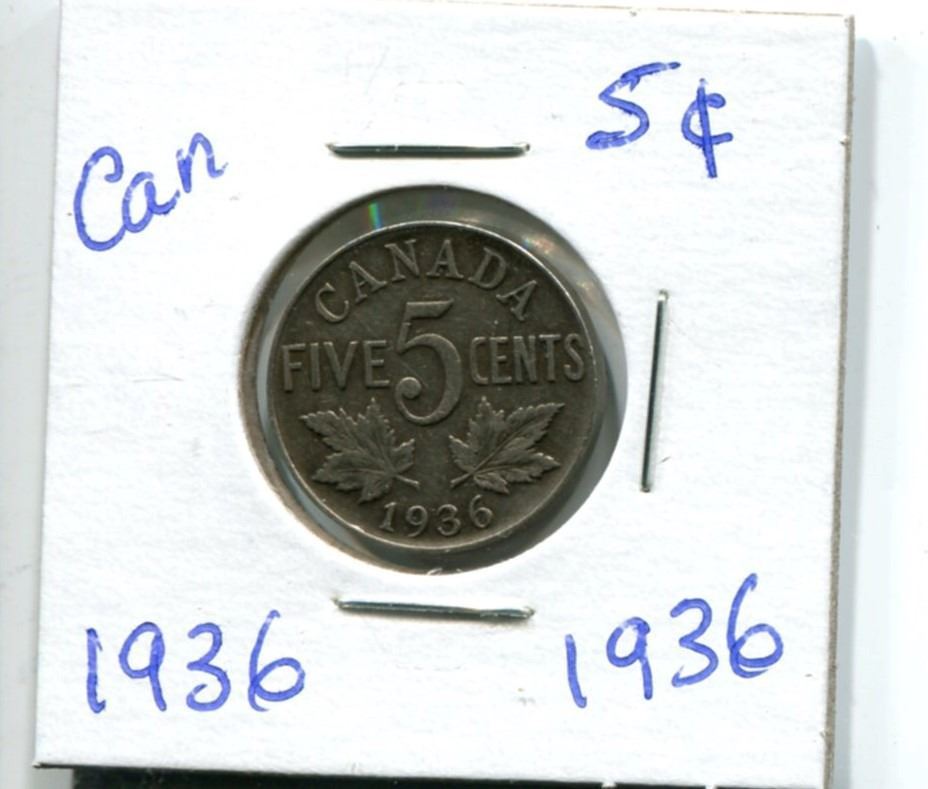 Can 5¢
CANADA
FIVE 5 CENTS
1936
1936 1936